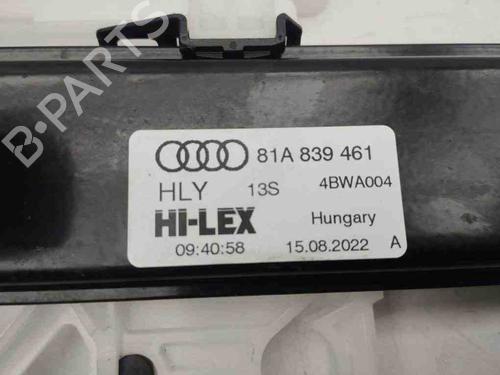 B-Parts
81A 839 461
HLY 13S 4BWA004
HI-LEX Hungary
09:40:58 15.08.2022 A